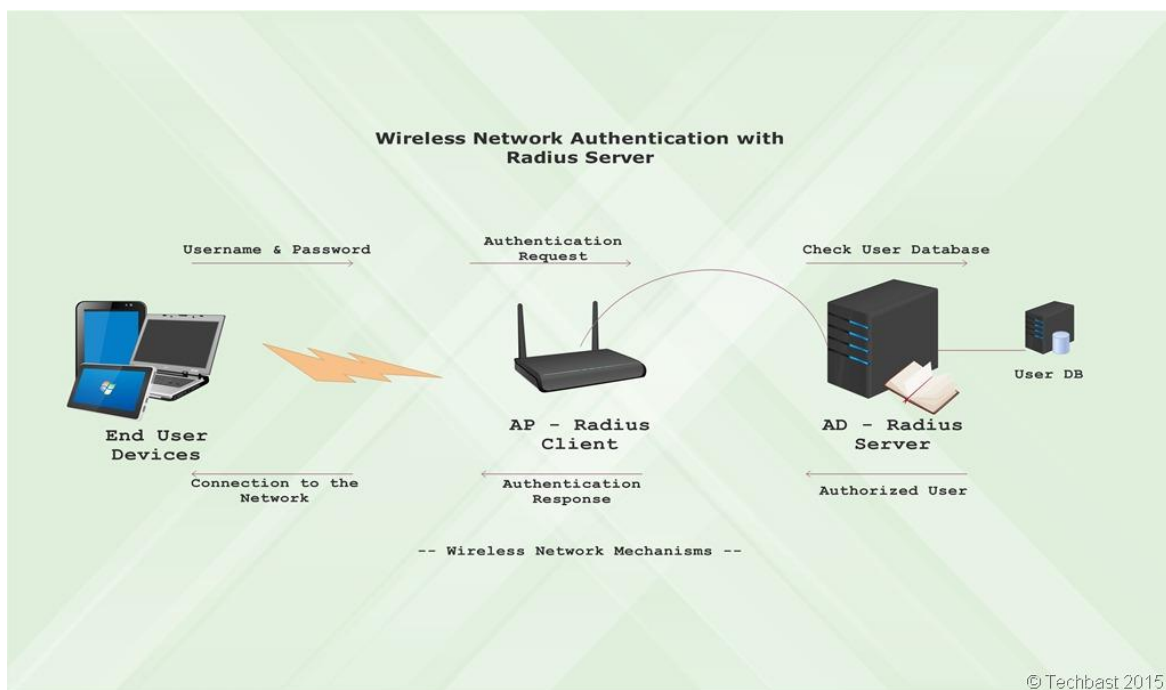 Wireless Network Authentication with
Radius Server
Username & Password
Authentication
Request
Check User Database
User DB
End User
Devices
AP - Radius
Client
AD - Radius
Server
Connection to the
Network
Authentication
Response
Authorized User
-- Wireless Network Mechanisms --
© Techbast 2015